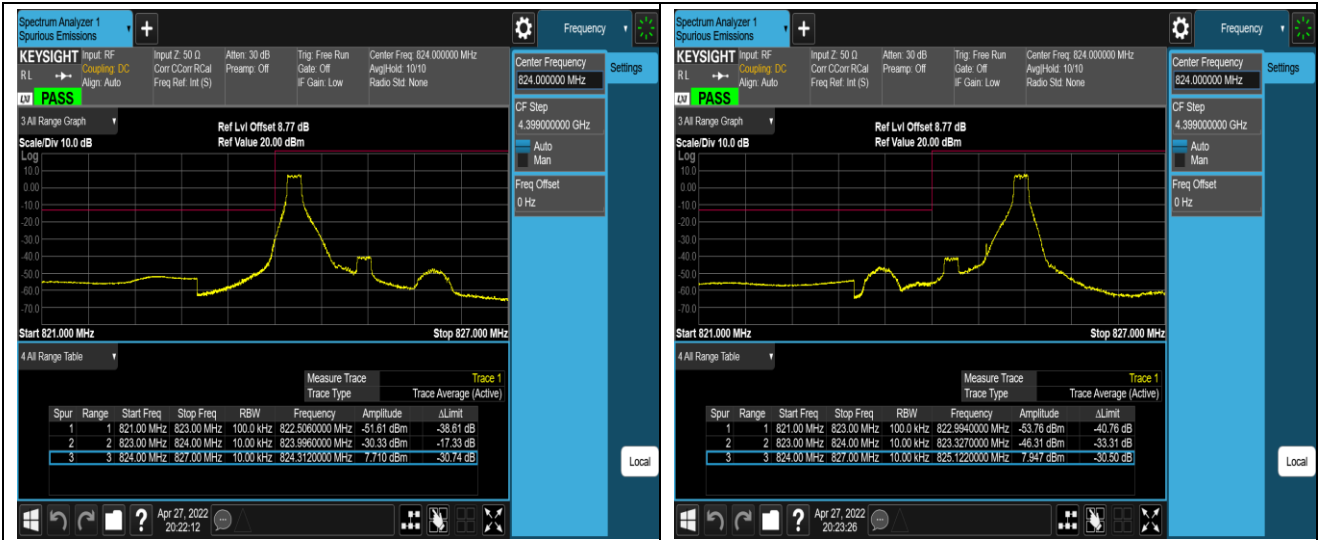 Spectrum Analyzer 1
Spurious Emissions
+
Frequency
KEYSIGHT
RL
LXI
PASS
Input: RF
Coupling: DC
Align: Auto
Input Z: 50 Ω
Corr CCorr RCal
Freq Ref: Int (S)
Atten: 30 dB
Preamp: Off
Trig: Free Run
Gate: Off
IF Gain: Low
Center Freq: 824.000000 MHz
Avg|Hold: 10/10
Radio Std: None
Center Frequency
824.000000 MHz
Settings
CF Step
4.399000000 GHz
Auto
Man
Freq Offset
0 Hz
3 All Range Graph
Scale/Div 10.0 dB
Ref Lvl Offset 8.77 dB
Ref Value 20.00 dBm
Log
10.0
0.00
-10.0
-20.0
-30.0
-40.0
-50.0
-60.0
-70.0
Start 821.000 MHz
Stop 827.000 MHz
4 All Range Table
Measure Trace Trace 1
Trace Type Trace Average (Active)
Spur Range Start Freq Stop Freq RBW Frequency Amplitude ΔLimit
1 1 821.00 MHz 823.00 MHz 100.0 kHz 822.5060000 MHz -51.61 dBm -38.61 dB
2 2 823.00 MHz 824.00 MHz 10.00 kHz 823.9960000 MHz -30.33 dBm -17.33 dB
3 3 824.00 MHz 827.00 MHz 10.00 kHz 824.3120000 MHz 7.710 dBm -30.74 dB
Local
?
Apr 27, 2022
20:22:12
Spectrum Analyzer 1
Spurious Emissions
+
Frequency
KEYSIGHT
RL
LXI
PASS
Input: RF
Coupling: DC
Align: Auto
Input Z: 50 Ω
Corr CCorr RCal
Freq Ref: Int (S)
Atten: 30 dB
Preamp: Off
Trig: Free Run
Gate: Off
IF Gain: Low
Center Freq: 824.000000 MHz
Avg|Hold: 10/10
Radio Std: None
Center Frequency
824.000000 MHz
Settings
CF Step
4.399000000 GHz
Auto
Man
Freq Offset
0 Hz
3 All Range Graph
Scale/Div 10.0 dB
Ref Lvl Offset 8.77 dB
Ref Value 20.00 dBm
Log
10.0
0.00
-10.0
-20.0
-30.0
-40.0
-50.0
-60.0
-70.0
Start 821.000 MHz
Stop 827.000 MHz
4 All Range Table
Measure Trace Trace 1
Trace Type Trace Average (Active)
Spur Range Start Freq Stop Freq RBW Frequency Amplitude ΔLimit
1 1 821.00 MHz 823.00 MHz 100.0 kHz 822.9940000 MHz -53.76 dBm -40.76 dB
2 2 823.00 MHz 824.00 MHz 10.00 kHz 823.3270000 MHz -46.31 dBm -33.31 dB
3 3 824.00 MHz 827.00 MHz 10.00 kHz 825.1220000 MHz 7.947 dBm -30.50 dB
Local
?
Apr 27, 2022
20:23:26